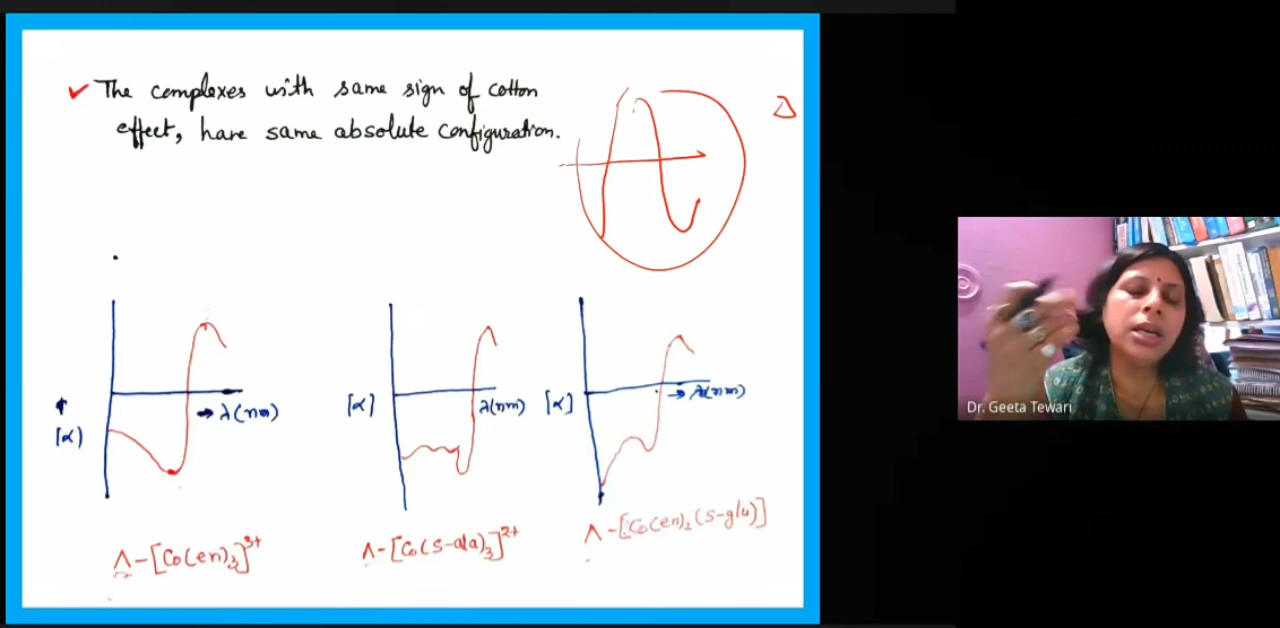 ✓ The complexes with same sign of cotton
effect, have same absolute configuration.
Δ
[α]
→ λ(nm)
[α]
λ(nm)
[α]
→ λ(nm)
Λ-[Co(en)₃]³⁺
Λ-[Co(S-ala)₃]²⁺
Λ-[Co(en)₂(S-glu)]
Dr. Geeta Tewari